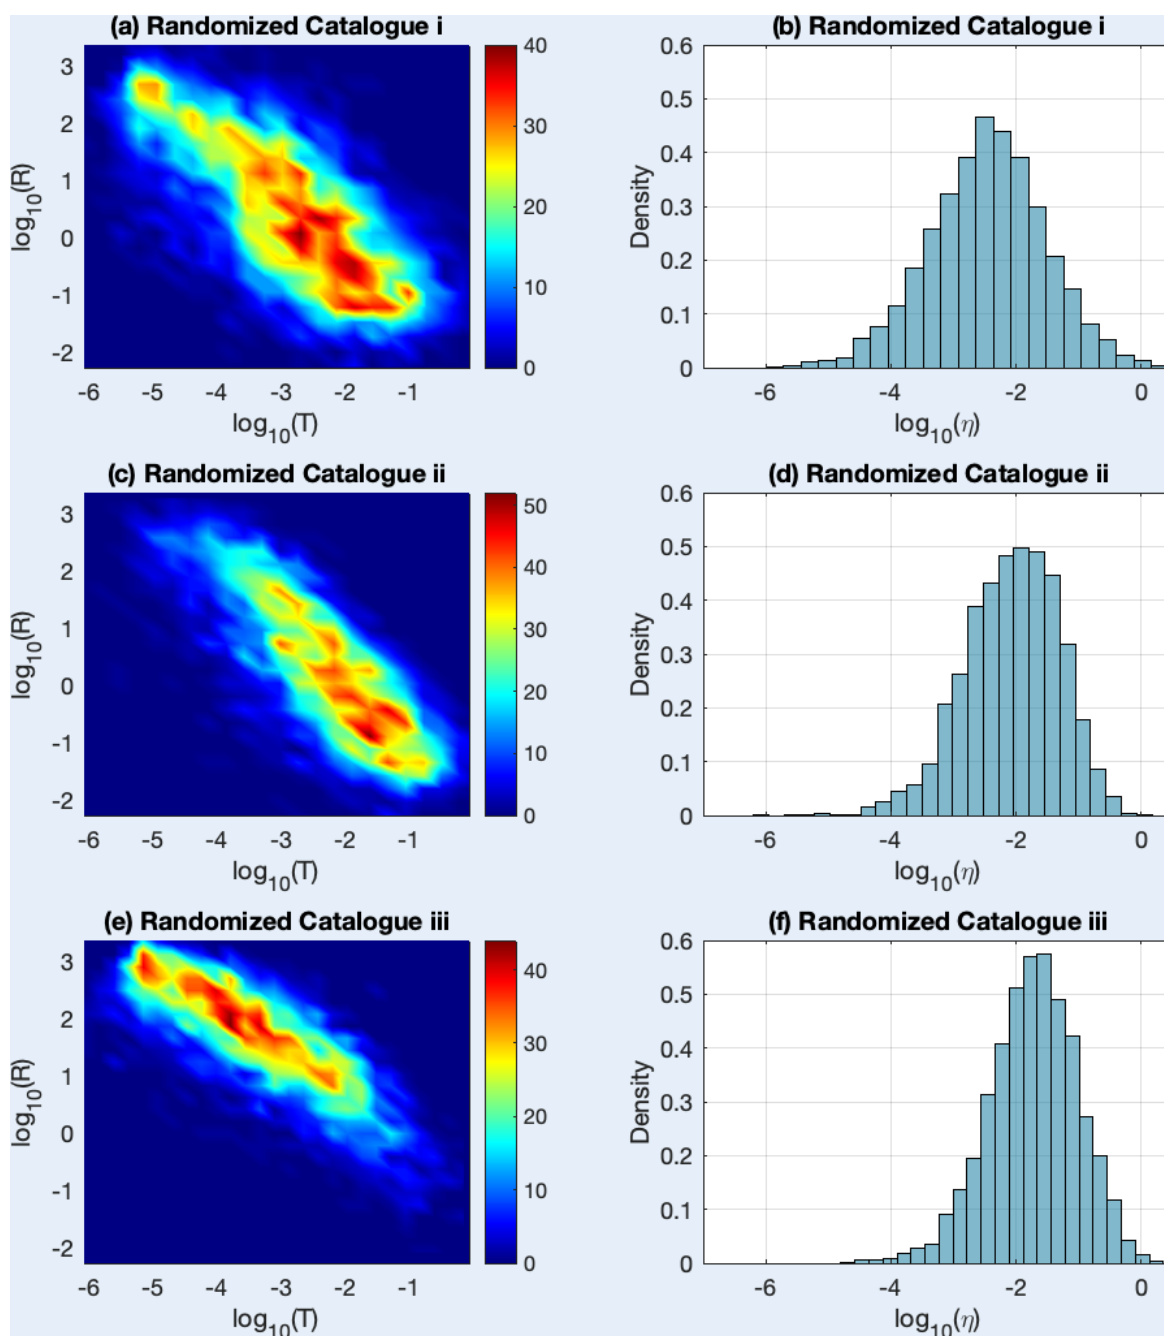 (a) Randomized Catalogue i
3
2
1
0
-1
-2
log10(R)
-6 -5 -4 -3 -2 -1
log10(T)
40
30
20
10
0
(b) Randomized Catalogue i
0.6
0.5
0.4
0.3
0.2
0.1
0
Density
-6 -4 -2 0
log10(η)
(c) Randomized Catalogue ii
3
2
1
0
-1
-2
log10(R)
-6 -5 -4 -3 -2 -1
log10(T)
50
40
30
20
10
0
(d) Randomized Catalogue ii
0.6
0.5
0.4
0.3
0.2
0.1
0
Density
-6 -4 -2 0
log10(η)
(e) Randomized Catalogue iii
3
2
1
0
-1
-2
log10(R)
-6 -5 -4 -3 -2 -1
log10(T)
40
30
20
10
0
(f) Randomized Catalogue iii
0.6
0.5
0.4
0.3
0.2
0.1
0
Density
-6 -4 -2 0
log10(η)